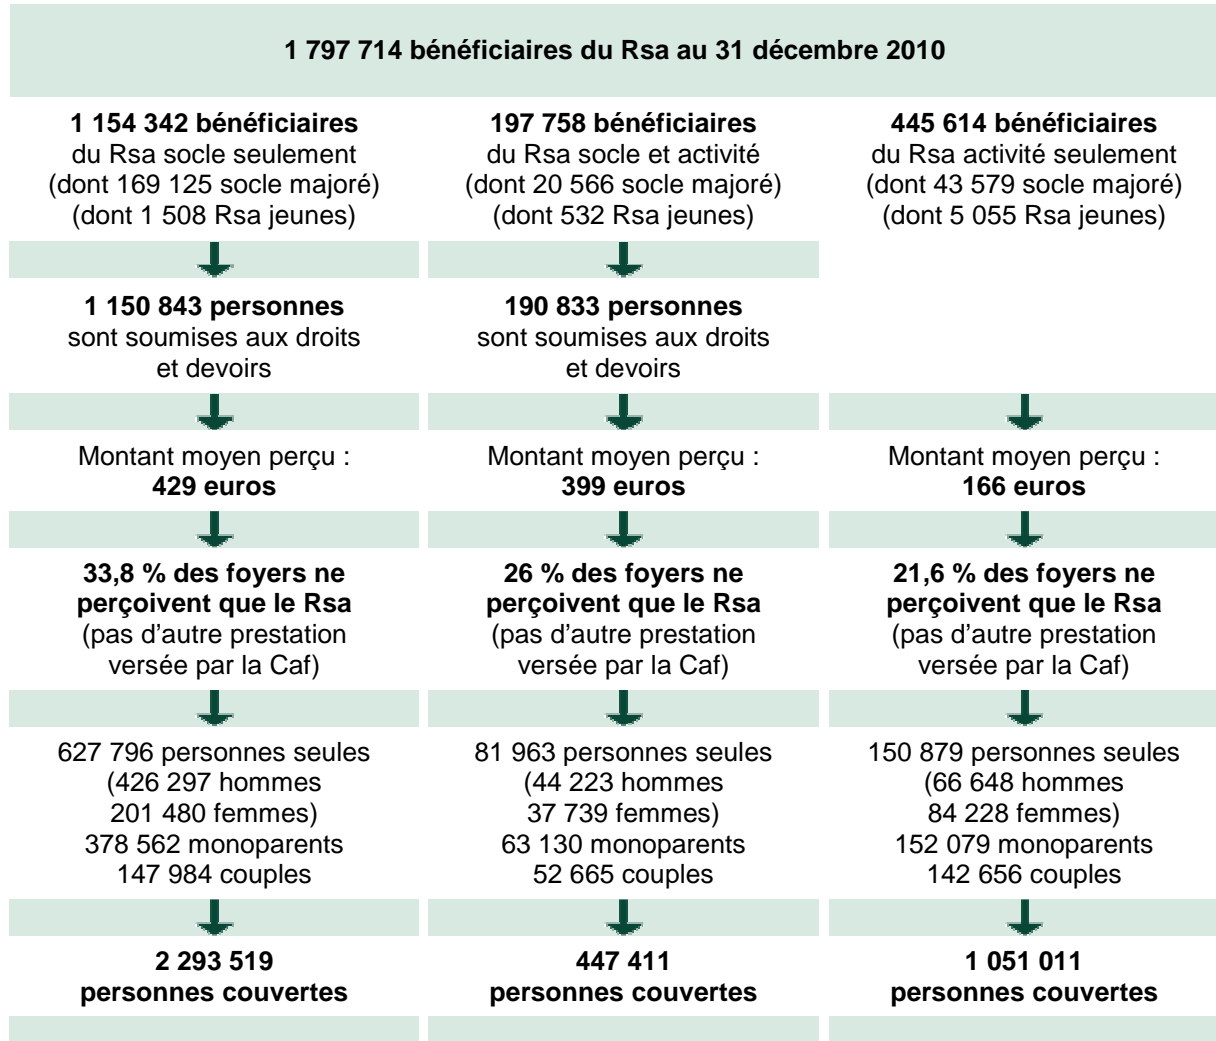 1 797 714 bénéficiaires du Rsa au 31 décembre 2010
1 154 342 bénéficiaires
du Rsa socle seulement
(dont 169 125 socle majoré)
(dont 1 508 Rsa jeunes)
197 758 bénéficiaires
du Rsa socle et activité
(dont 20 566 socle majoré)
(dont 532 Rsa jeunes)
445 614 bénéficiaires
du Rsa activité seulement
(dont 43 579 socle majoré)
(dont 5 055 Rsa jeunes)
1 150 843 personnes
sont soumises aux droits
et devoirs
190 833 personnes
sont soumises aux droits
et devoirs
Montant moyen perçu :
429 euros
Montant moyen perçu :
399 euros
Montant moyen perçu :
166 euros
33,8 % des foyers ne
perçoivent que le Rsa
(pas d’autre prestation
versée par la Caf)
26 % des foyers ne
perçoivent que le Rsa
(pas d’autre prestation
versée par la Caf)
21,6 % des foyers ne
perçoivent que le Rsa
(pas d’autre prestation
versée par la Caf)
627 796 personnes seules
(426 297 hommes
201 480 femmes)
378 562 monoparents
147 984 couples
81 963 personnes seules
(44 223 hommes
37 739 femmes)
63 130 monoparents
52 665 couples
150 879 personnes seules
(66 648 hommes
84 228 femmes)
152 079 monoparents
142 656 couples
2 293 519
personnes couvertes
447 411
personnes couvertes
1 051 011
personnes couvertes